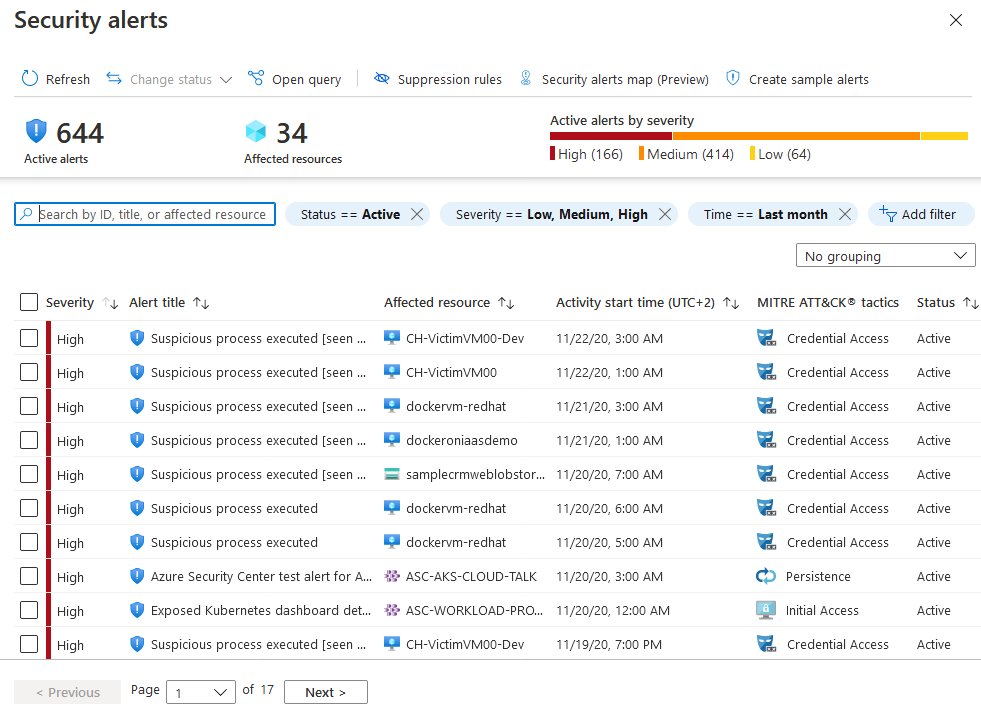 Security alerts
Refresh Change status Open query Suppression rules Security alerts map (Preview) Create sample alerts
644 Active alerts
34 Affected resources
Active alerts by severity
High (166) Medium (414) Low (64)
Search by ID, title, or affected resource Status == Active Severity == Low, Medium, High Time == Last month Add filter
No grouping
Severity Alert title Affected resource Activity start time (UTC+2) MITRE ATT&CK® tactics Status
High Suspicious process executed [seen ... CH-VictimVM00-Dev 11/22/20, 3:00 AM Credential Access Active
High Suspicious process executed [seen ... CH-VictimVM00 11/22/20, 1:00 AM Credential Access Active
High Suspicious process executed [seen ... dockervm-redhat 11/21/20, 3:00 AM Credential Access Active
High Suspicious process executed [seen ... dockeroniaasdemo 11/21/20, 1:00 AM Credential Access Active
High Suspicious process executed [seen ... samplecrmweblobstor... 11/20/20, 7:00 AM Credential Access Active
High Suspicious process executed dockervm-redhat 11/20/20, 6:00 AM Credential Access Active
High Suspicious process executed dockervm-redhat 11/20/20, 5:00 AM Credential Access Active
High Azure Security Center test alert for A... ASC-AKS-CLOUD-TALK 11/20/20, 3:00 AM Persistence Active
High Exposed Kubernetes dashboard det... ASC-WORKLOAD-PRO... 11/20/20, 12:00 AM Initial Access Active
High Suspicious process executed [seen ... CH-VictimVM00-Dev 11/19/20, 7:00 PM Credential Access Active
< Previous Page 1 of 17 Next >